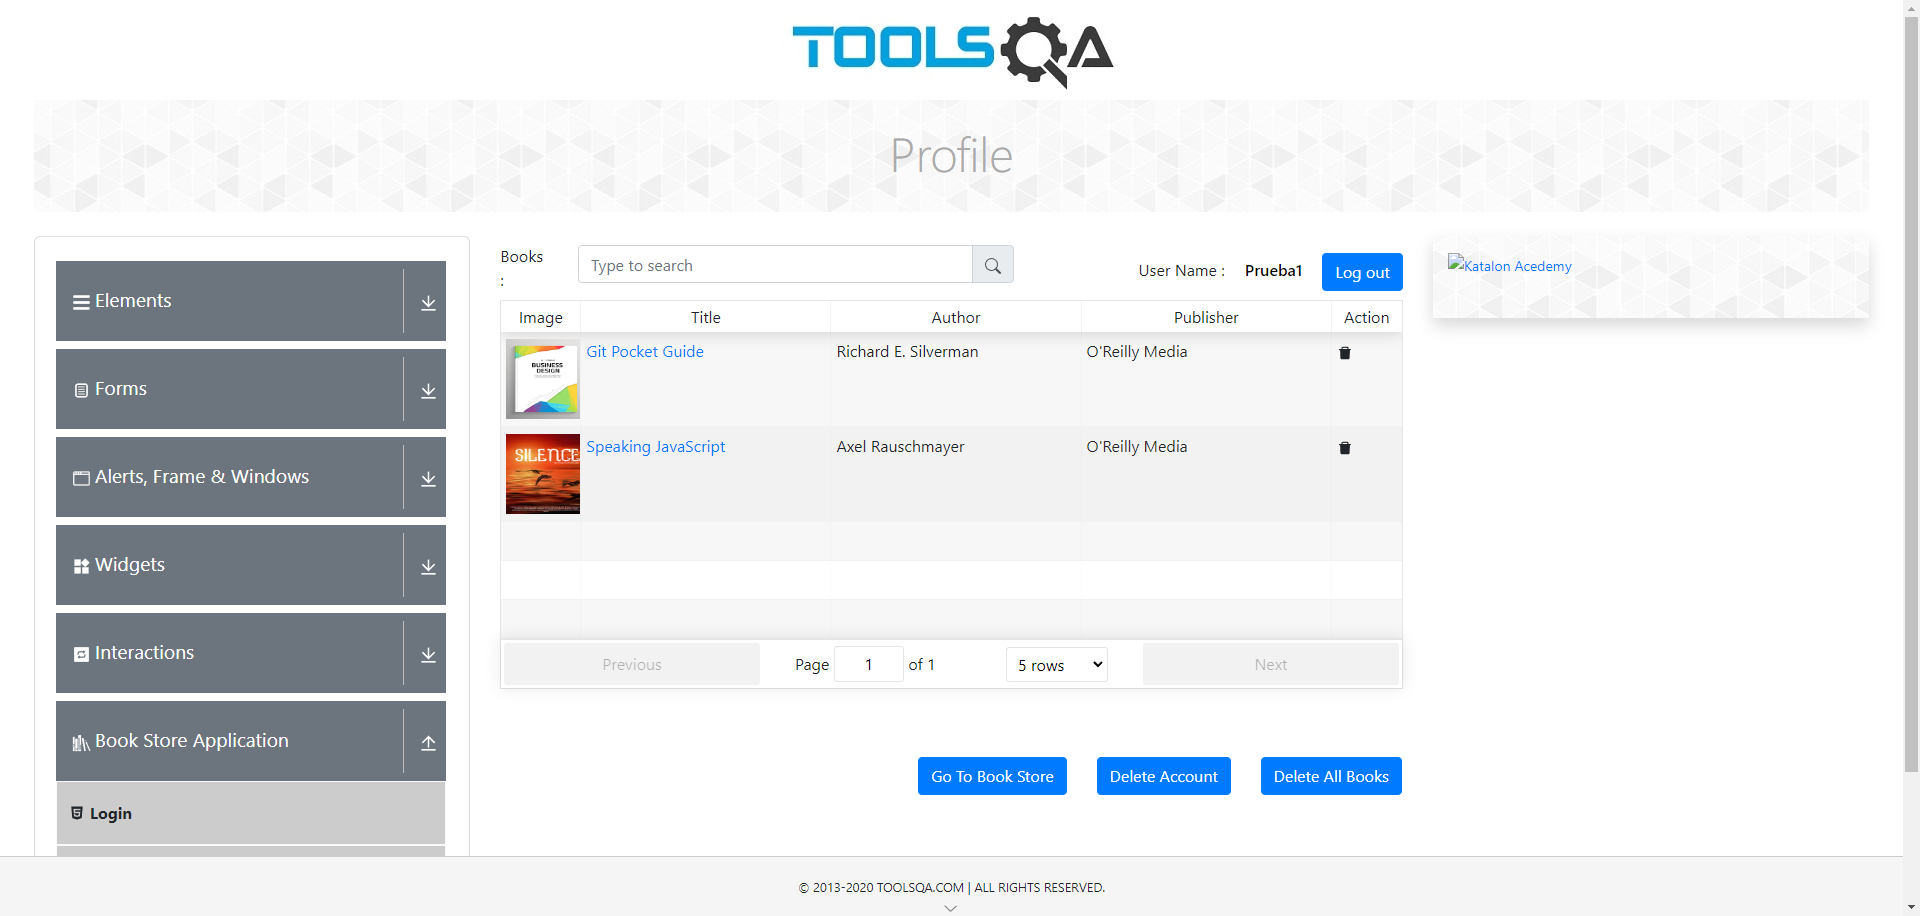 TOOLSQA
Profile
Elements
Forms
Alerts, Frame & Windows
Widgets
Interactions
Book Store Application
Login
Books
:
Type to search
User Name :
Prueba1
Log out
Image
Title
Author
Publisher
Action
BUSINESS
DESIGN
Git Pocket Guide
Richard E. Silverman
O'Reilly Media
SILENCE
Speaking JavaScript
Axel Rauschmayer
O'Reilly Media
Previous
Page 1 of 1
5 rows
Next
Go To Book Store
Delete Account
Delete All Books
Katalon Acedemy
© 2013-2020 TOOLSQA.COM | ALL RIGHTS RESERVED.